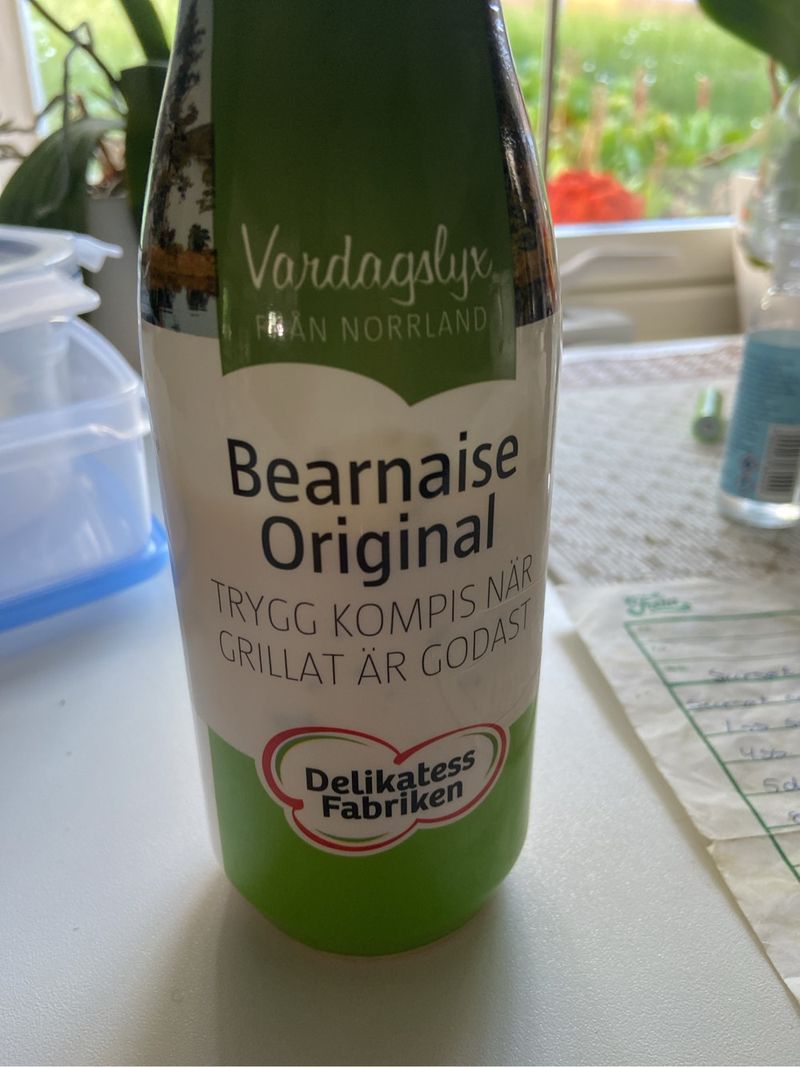 Vardagslyx
FRÅN NORRLAND
Bearnaise
Original
TRYGG KOMPIS NÄR
GRILLAT ÄR GODAST
Delikatess
Fabriken